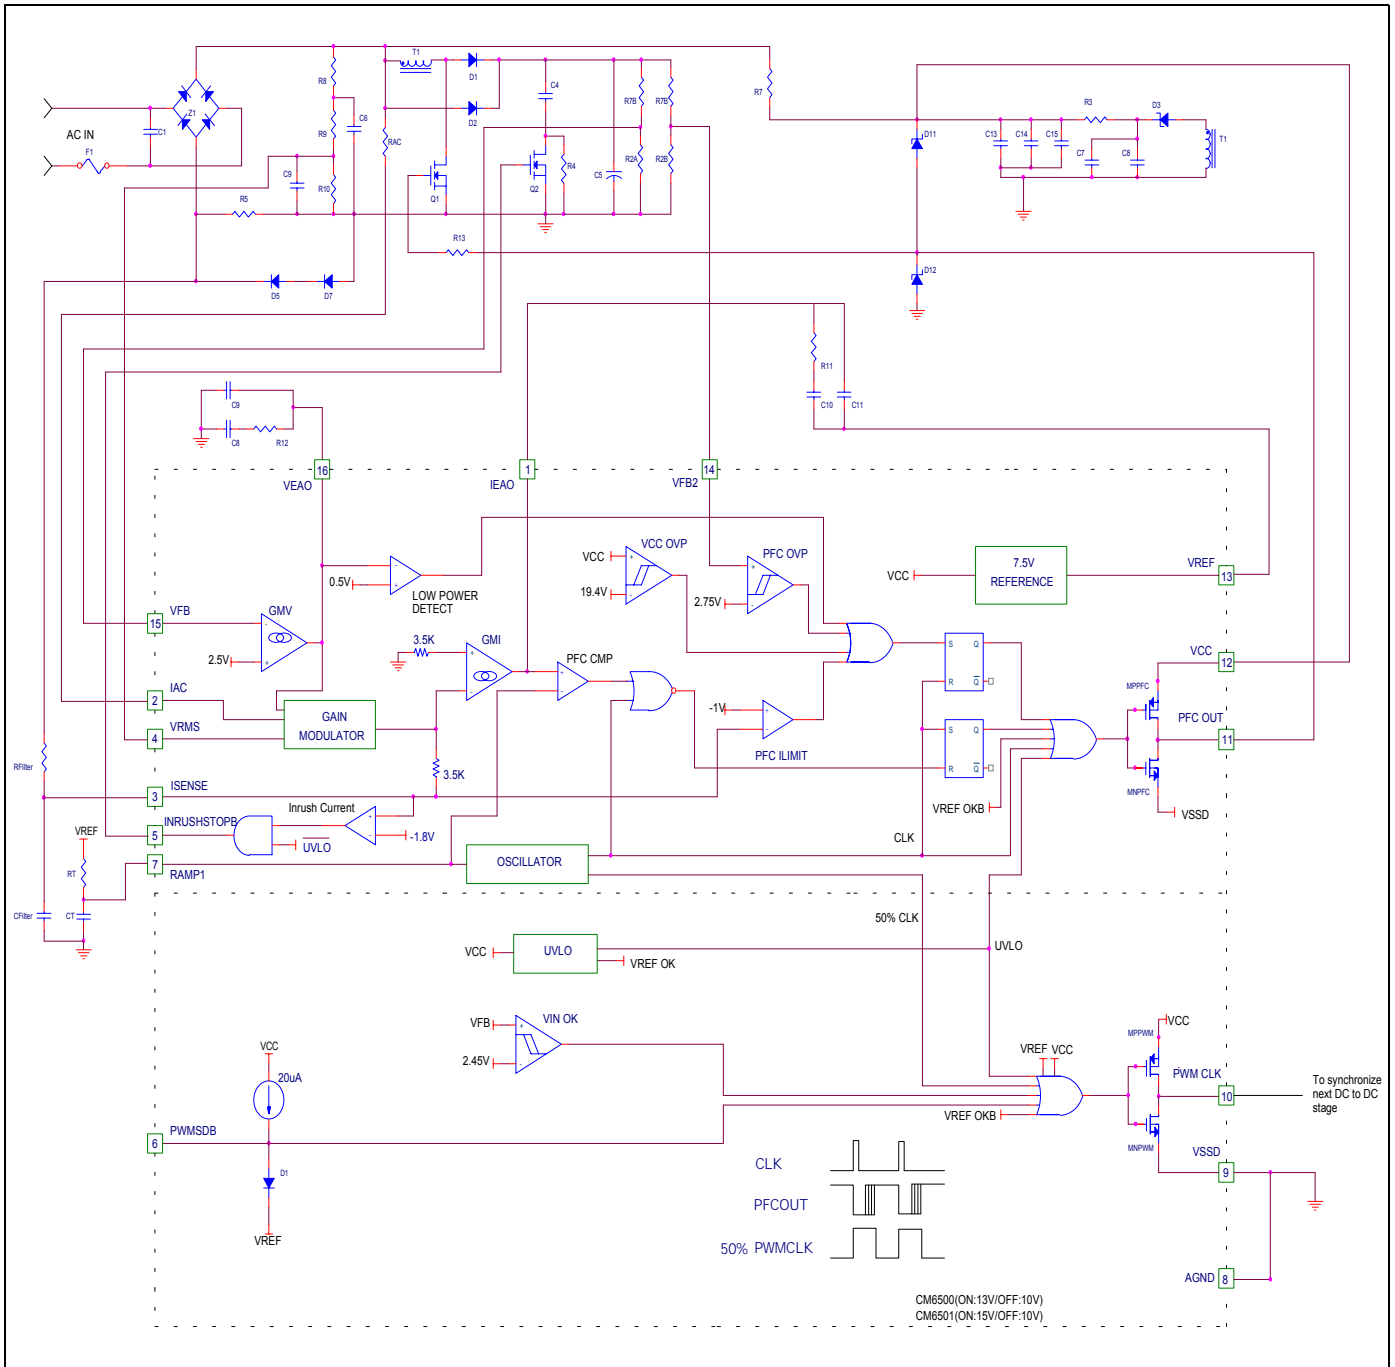 T1
R8
D1
C4
R7B
R7B
R7
D3
R3
Z1
C6
D2
C1
R9
AC IN
RAC
D11
C13
C14
C15
T1
F1
C7
C8
C9
R10
Q1
Q2
R4
C5
R2A
R2B
R5
R13
D12
D5
D7
R11
C10
C11
C9
C8
R12
16
1
14
VEAO
IEAO
VFB2
VCC OVP
PFC OVP
VCC
7.5V
REFERENCE
VREF
0.5V
VCC
13
LOW POWER
DETECT
19.4V
2.75V
VFB
GMV
15
3.5K
GMI
S
Q
2.5V
PFC CMP
VCC
12
IAC
R
Q
MPPFC
2
GAIN
MODULATOR
-1V
PFC OUT
VRMS
S
Q
4
11
PFC ILIMIT
RFilter
3.5K
R
Q
MNPFC
ISENSE
3
Inrush Current
VREF OKB
VSSD
INRUSHSTOPB
VREF
5
-1.8V
UVLO
CLK
7
OSCILLATOR
RT
RAMP1
CFilter
CT
50% CLK
VCC
UVLO
UVLO
VREF OK
VFB
VIN OK
VCC
MPPWM
VCC
2.45V
VREF VCC
20uA
PWM CLK
To synchronize
next DC to DC
stage
10
VREF OKB
PWMSDB
6
MNPWM
VSSD
CLK
D1
9
PFCOUT
VREF
50% PWMCLK
AGND
8
CM6500(ON:13V/OFF:10V)
CM6501(ON:15V/OFF:10V)